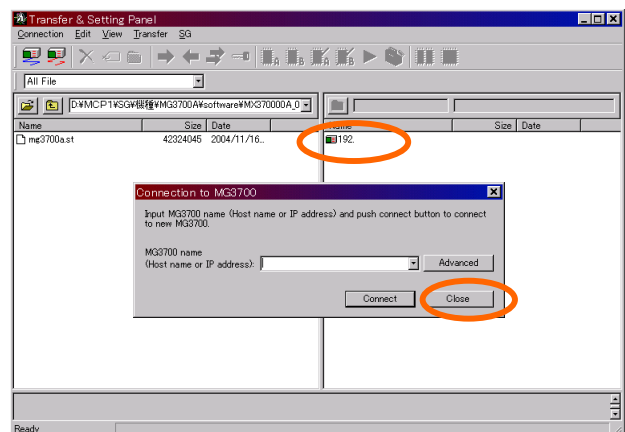 Transfer & Setting Panel
Connection Edit View Transfer SG
A B A B
All File
D:¥MCP1¥SG¥機種¥MG3700A¥software¥MX370000A_0
Name Size Date
Name Size Date
mg3700a.st 42324045 2004/11/16..
192.
Connection to MG3700
Input MG3700 name (Host name or IP address) and push connect button to connect
to new MG3700.
MG3700 name
(Host name or IP address):
Advanced
Connect Close
Ready